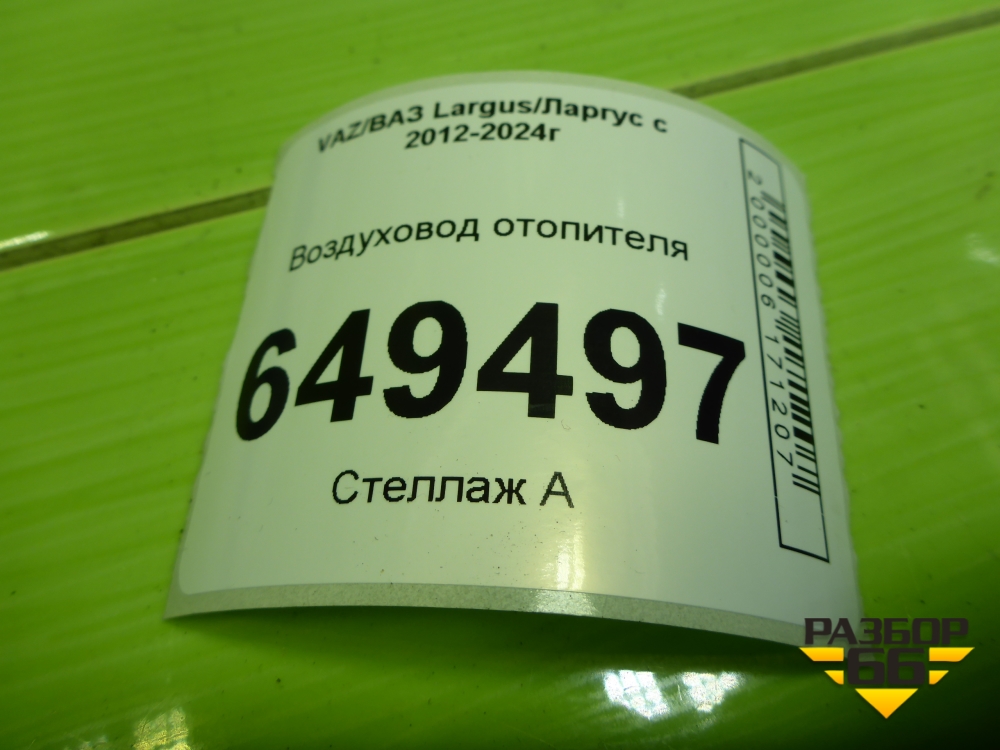 VAZ/ВАЗ Largus/Ларгус с
2012-2024г
Воздуховод отопителя
649497
Стеллаж А
2000006171207
РАЗБОР
66